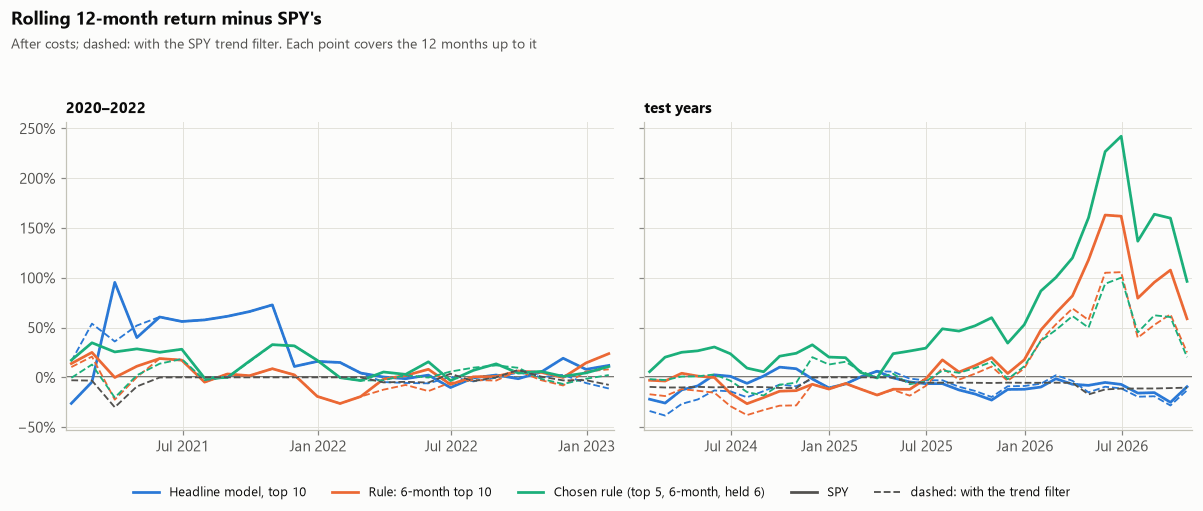 Rolling 12-month return minus SPY's
After costs; dashed: with the SPY trend filter. Each point covers the 12 months up to it
2020–2022
test years
250%
200%
150%
100%
50%
0%
−50%
Jul 2021
Jan 2022
Jul 2022
Jan 2023
Jul 2024
Jan 2025
Jul 2025
Jan 2026
Jul 2026
Headline model, top 10
Rule: 6-month top 10
Chosen rule (top 5, 6-month, held 6)
SPY
dashed: with the trend filter